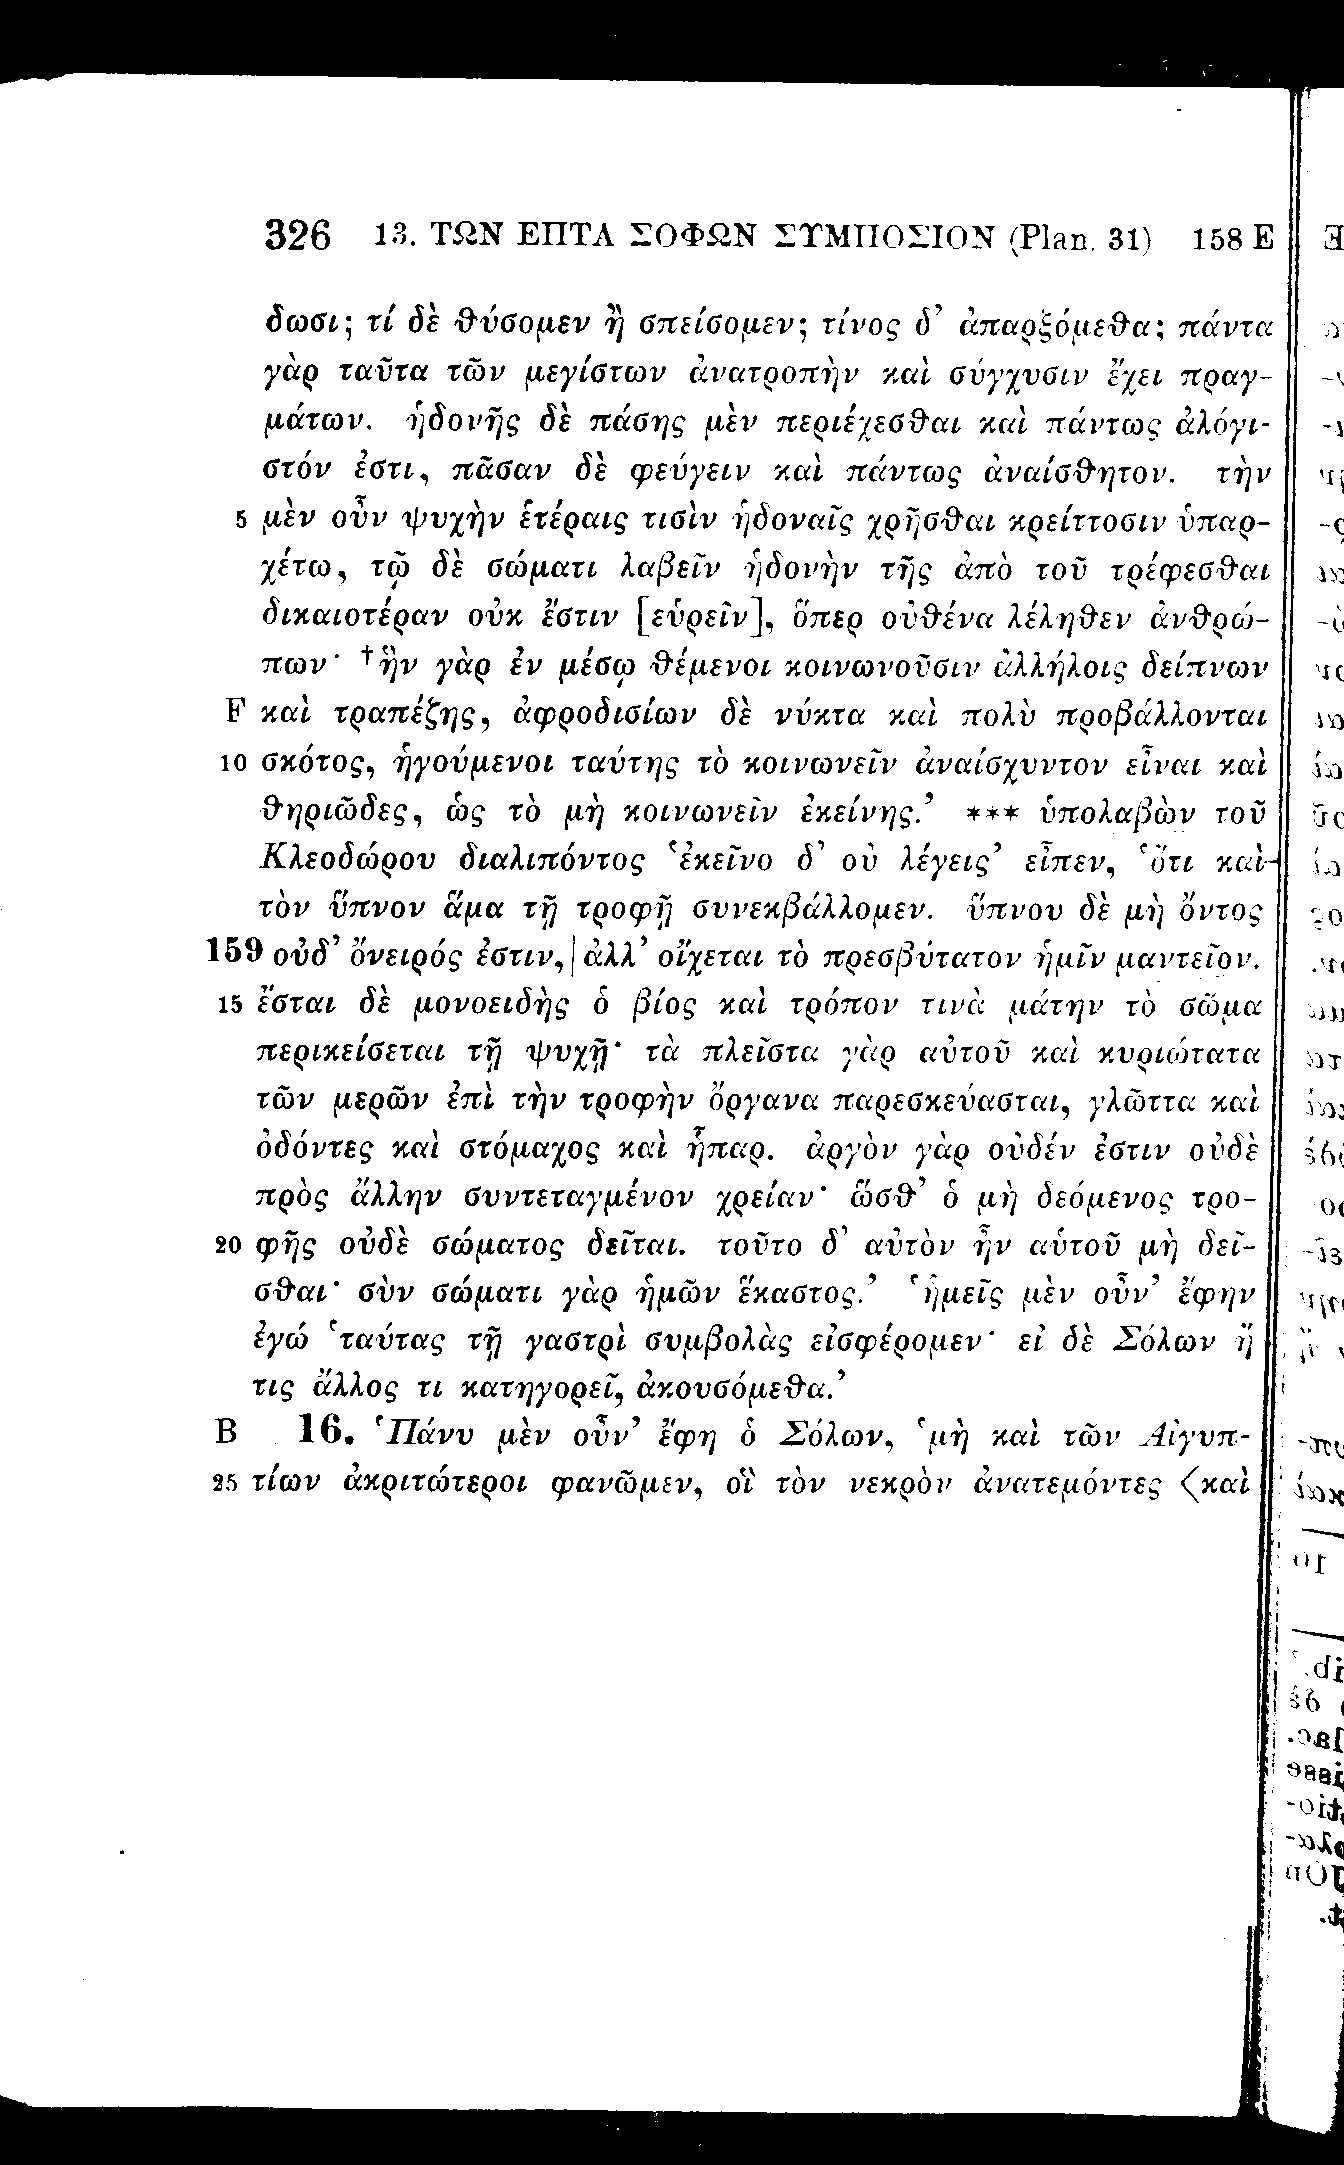 326 13. ΤΩΝ ΕΠΤΑ ΣΟΦΩΝ ΣΥΜΠΟΣΙΟΝ (Plan. 31) 158 E
δωσι; τί δὲ θύσομεν ἢ σπείσομεν; τίνος δ’ ἀπαρξόμεθα; πάντα
γὰρ ταῦτα τῶν μεγίστων ἀνατροπὴν καὶ σύγχυσιν ἔχει πραγ-
μάτων. ἡδονῆς δὲ πάσης μὲν περιέχεσθαι καὶ πάντως ἀλόγι-
στόν ἐστι, πᾶσαν δὲ φεύγειν καὶ πάντως ἀναίσθητον. τὴν
5 μὲν οὖν ψυχὴν ἑτέραις τισὶν ἡδοναῖς χρῆσθαι κρείττοσιν ὑπαρ-
χέτω, τῷ δὲ σώματι λαβεῖν ἡδονὴν τῆς ἀπὸ τοῦ τρέφεσθαι
δικαιοτέραν οὐκ ἔστιν [εὑρεῖν], ὅπερ οὐθένα λέληθεν ἀνθρώ-
πων· †ἣν γὰρ ἐν μέσῳ θέμενοι κοινωνοῦσιν ἀλλήλοις δείπνων
F καὶ τραπέζης, ἀφροδισίων δὲ νύκτα καὶ πολὺ προβάλλονται
10 σκότος, ἡγούμενοι ταύτης τὸ κοινωνεῖν ἀναίσχυντον εἶναι καὶ
θηριῶδες, ὡς τὸ μὴ κοινωνεῖν ἐκείνης.’ *** ὑπολαβὼν τοῦ
Κλεοδώρου διαλιπόντος ‘ἐκεῖνο δ’ οὐ λέγεις’ εἶπεν, ‘ὅτι καὶ
τὸν ὕπνον ἅμα τῇ τροφῇ συνεκβάλλομεν. ὕπνου δὲ μὴ ὄντος
159 οὐδ’ ὄνειρός ἐστιν,| ἀλλ’ οἴχεται τὸ πρεσβύτατον ἡμῖν μαντεῖον.
15 ἔσται δὲ μονοειδὴς ὁ βίος καὶ τρόπον τινὰ μάτην τὸ σῶμα
περικείσεται τῇ ψυχῇ· τὰ πλεῖστα γὰρ αὐτοῦ καὶ κυριώτατα
τῶν μερῶν ἐπὶ τὴν τροφὴν ὄργανα παρεσκεύασται, γλῶττα καὶ
ὀδόντες καὶ στόμαχος καὶ ἧπαρ. ἀργὸν γὰρ οὐδέν ἐστιν οὐδὲ
πρὸς ἄλλην συντεταγμένον χρείαν· ὥσθ’ ὁ μὴ δεόμενος τρο-
20 φῆς οὐδὲ σώματος δεῖται. τοῦτο δ’ αὐτὸν ἦν αὑτοῦ μὴ δεῖ-
σθαι· σὺν σώματι γὰρ ἡμῶν ἕκαστος.’ ‘ἡμεῖς μὲν οὖν’ ἔφην
ἐγώ ‘ταύτας τῇ γαστρὶ συμβολὰς εἰσφέρομεν· εἰ δὲ Σόλων ἤ
τις ἄλλος τι κατηγορεῖ, ἀκουσόμεθα.’
B 16. ‘Πάνυ μὲν οὖν’ ἔφη ὁ Σόλων, ‘μὴ καὶ τῶν Αἰγυπ-
25 τίων ἀκριτώτεροι φανῶμεν, οἳ τὸν νεκρὸν ἀνατεμόντες ⟨καὶ